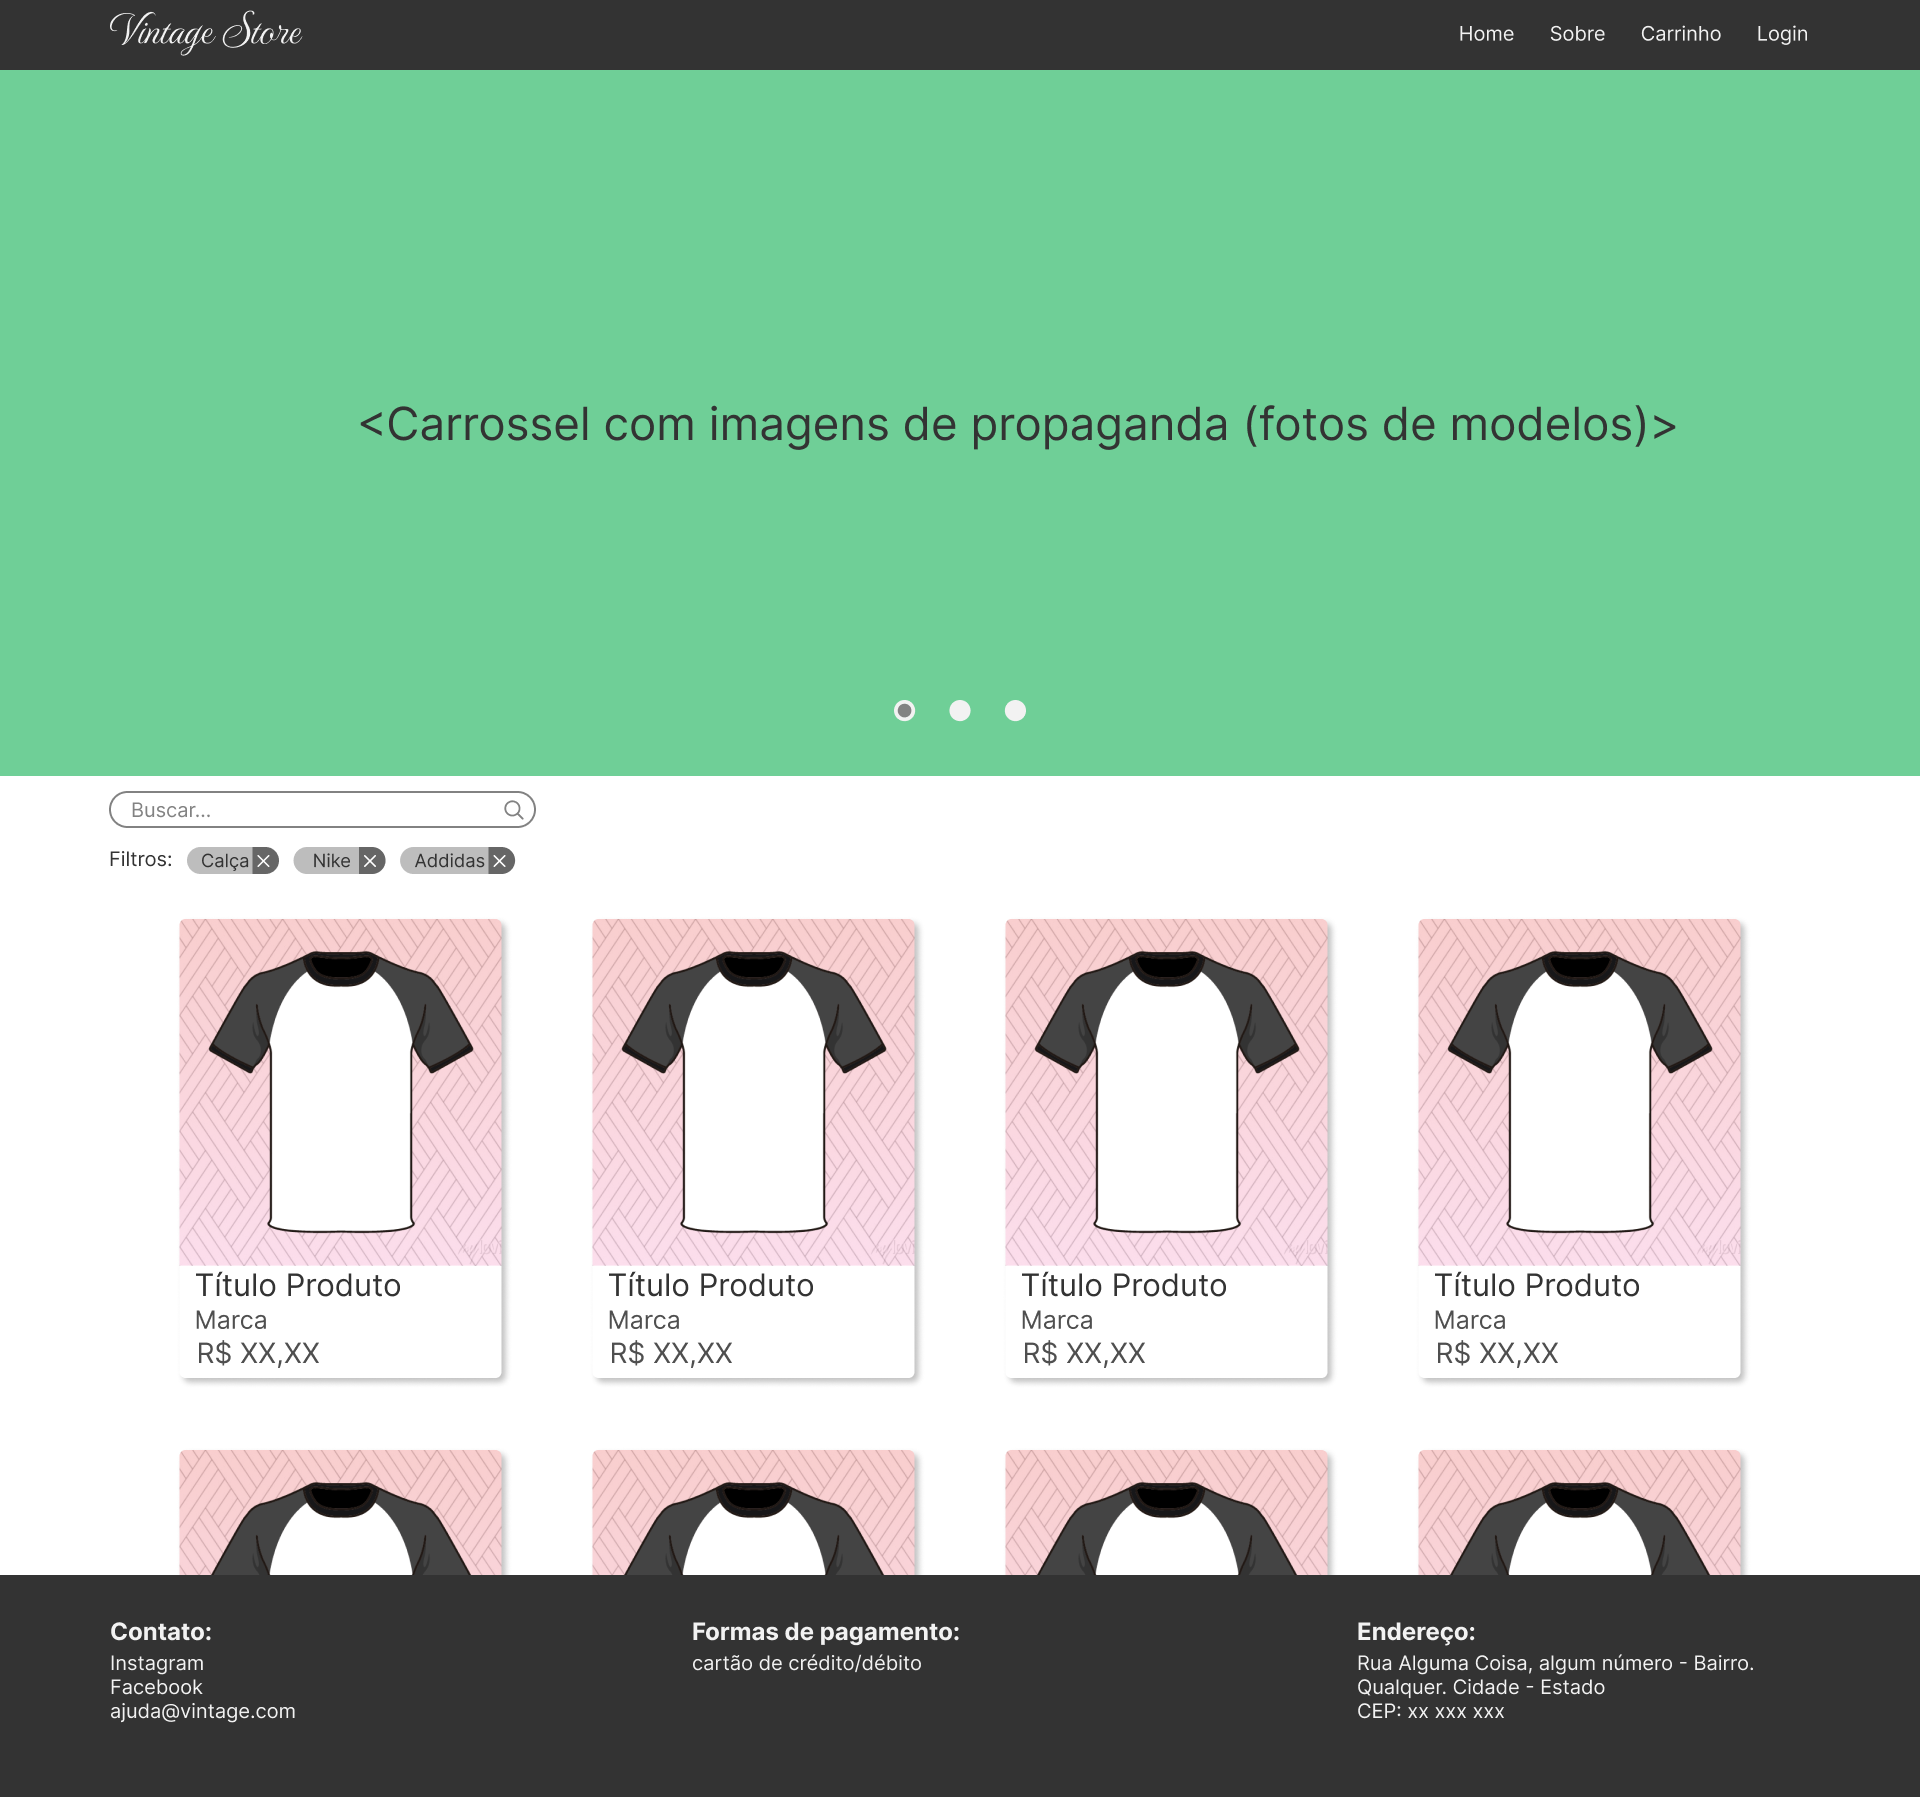 Vintage Store
Home Sobre Carrinho Login
<Carrossel com imagens de propaganda (fotos de modelos)>
Buscar...
Filtros: Calça Nike Addidas
Título Produto Título Produto Título Produto Título Produto
Marca Marca Marca Marca
R$ XX,XX R$ XX,XX R$ XX,XX R$ XX,XX
Contato: Formas de pagamento: Endereço:
Instagram cartão de crédito/débito Rua Alguma Coisa, algum número - Bairro.
Facebook Qualquer. Cidade - Estado
ajuda@vintage.com CEP: xx xxx xxx